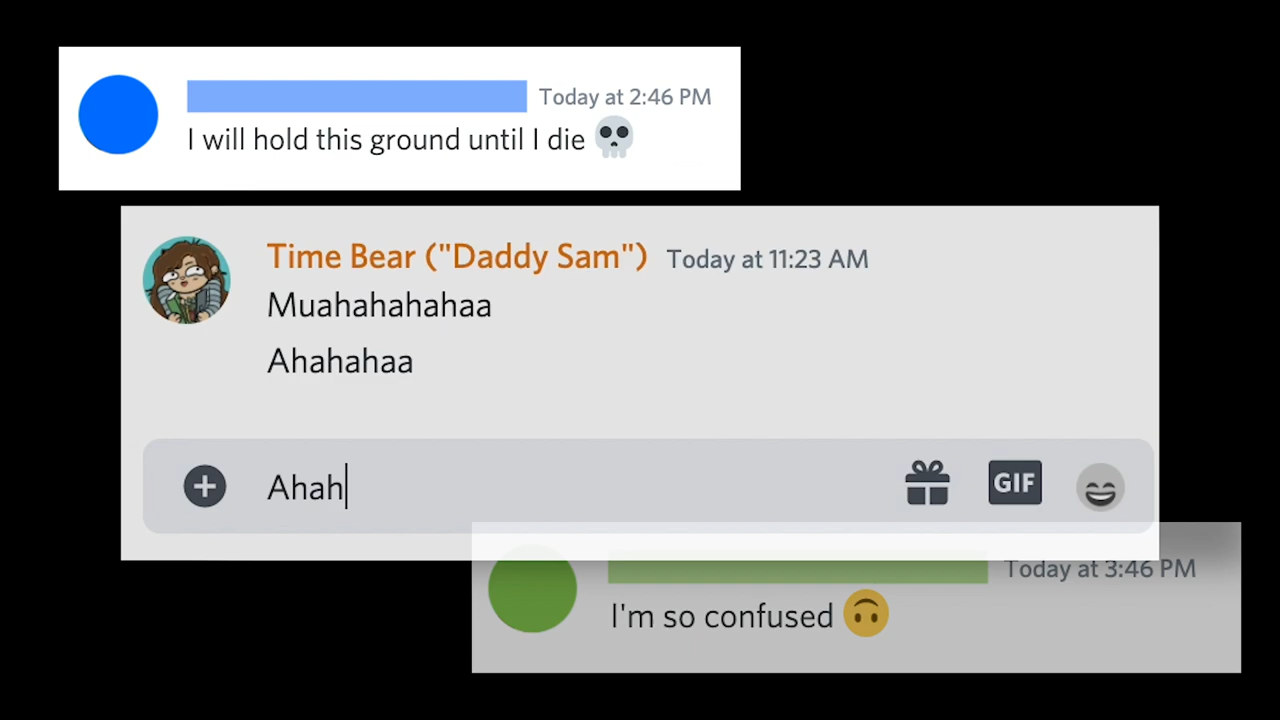 Today at 2:46 PM
I will hold this ground until I die 💀
Time Bear ("Daddy Sam") Today at 11:23 AM
Muahahahahaa
Ahahahaa
Ahah
GIF
Today at 3:46 PM
I'm so confused 🙃